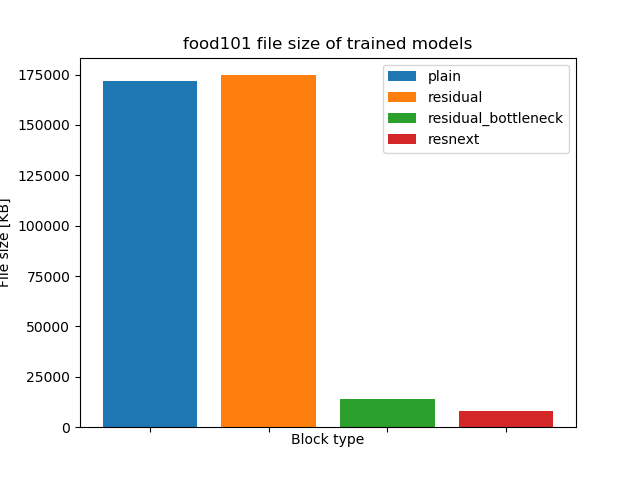 food101 file size of trained models
175000
150000
125000
100000
75000
50000
25000
0
File size [KB]
Block type
plain
residual
residual_bottleneck
resnext